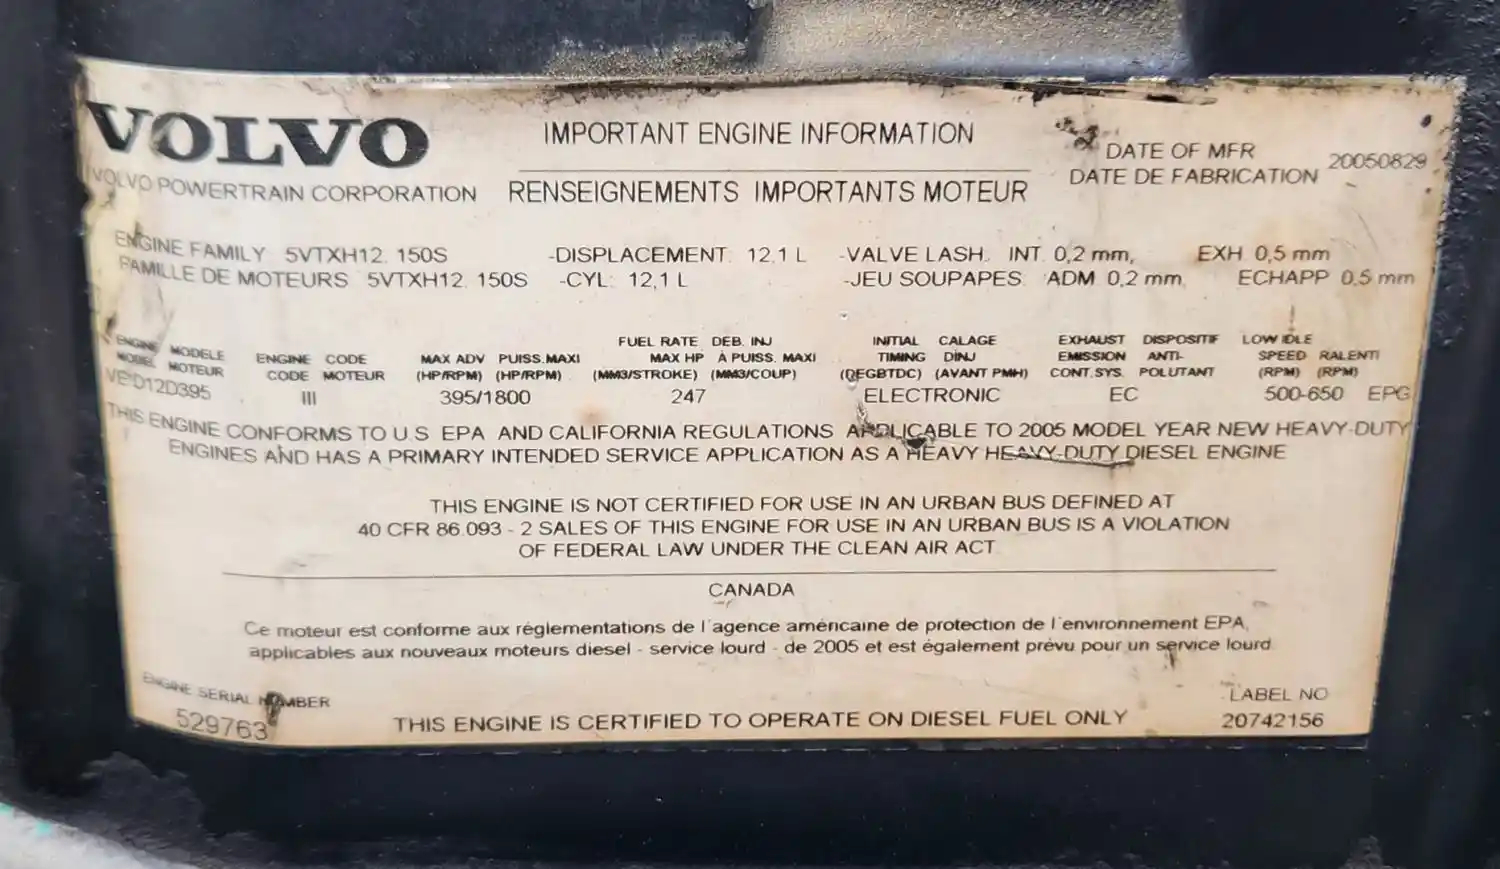 VOLVO
VOLVO POWERTRAIN CORPORATION
IMPORTANT ENGINE INFORMATION
RENSEIGNEMENTS IMPORTANTS MOTEUR
DATE OF MFR
DATE DE FABRICATION
20050829
ENGINE FAMILY 5VTXH12. 150S -DISPLACEMENT: 12,1 L -VALVE LASH: INT. 0,2 mm, EXH 0,5 mm
FAMILLE DE MOTEURS 5VTXH12. 150S -CYL: 12,1 L -JEU SOUPAPES: ADM 0,2 mm, ECHAPP 0,5 mm
ENGINE MODELE
MODEL MOTEUR
VE D12D395
ENGINE CODE
CODE MOTEUR
III
MAX ADV PUISS.MAXI
(HP/RPM) (HP/RPM)
395/1800
FUEL RATE DEB. INJ
MAX HP À PUISS. MAXI
(MM3/STROKE) (MM3/COUP)
247
INITIAL CALAGE
TIMING D'INJ
(DEGBTDC) (AVANT PMH)
ELECTRONIC
EXHAUST DISPOSITIF
EMISSION ANTI-
CONT.SYS. POLUTANT
EC
LOW IDLE
SPEED RALENTI
(RPM) (RPM)
500-650 EPG
THIS ENGINE CONFORMS TO U.S EPA AND CALIFORNIA REGULATIONS APPLICABLE TO 2005 MODEL YEAR NEW HEAVY-DUTY
ENGINES AND HAS A PRIMARY INTENDED SERVICE APPLICATION AS A HEAVY HEAVY-DUTY DIESEL ENGINE
THIS ENGINE IS NOT CERTIFIED FOR USE IN AN URBAN BUS DEFINED AT
40 CFR 86.093 - 2 SALES OF THIS ENGINE FOR USE IN AN URBAN BUS IS A VIOLATION
OF FEDERAL LAW UNDER THE CLEAN AIR ACT
CANADA
Ce moteur est conforme aux réglementations de l'agence américaine de protection de l'environnement EPA,
applicables aux nouveaux moteurs diesel - service lourd - de 2005 et est également prévu pour un service lourd
ENGINE SERIAL NUMBER
529763
THIS ENGINE IS CERTIFIED TO OPERATE ON DIESEL FUEL ONLY
LABEL NO
20742156